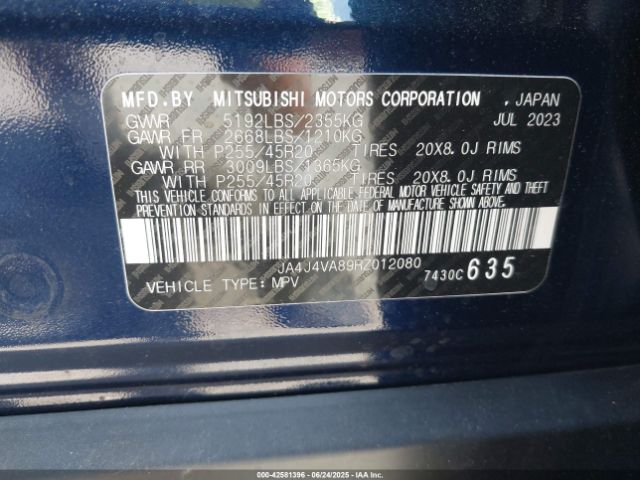 MFD.BY MITSUBISHI MOTORS CORPORATION , JAPAN
GVWR 5192LBS/2355KG JUL 2023
GAWR FR 2668LBS/1210KG
WITH P255/45R20 TIRES 20X8.0J RIMS
GAWR RR 3009LBS/1365KG
WITH P255/45R20 TIRES 20X8.0J RIMS
THIS VEHICLE CONFORMS TO ALL APPLICABLE FEDERAL MOTOR VEHICLE SAFETY AND THEFT
PREVENTION STANDARDS IN EFFECT ON THE DATE OF MANUFACTURE SHOWN ABOVE.
JA4J4VA89RZ012080
VEHICLE TYPE:MPV 7430C 635
000-42581396 - 06/24/2025 - IAAI Copart